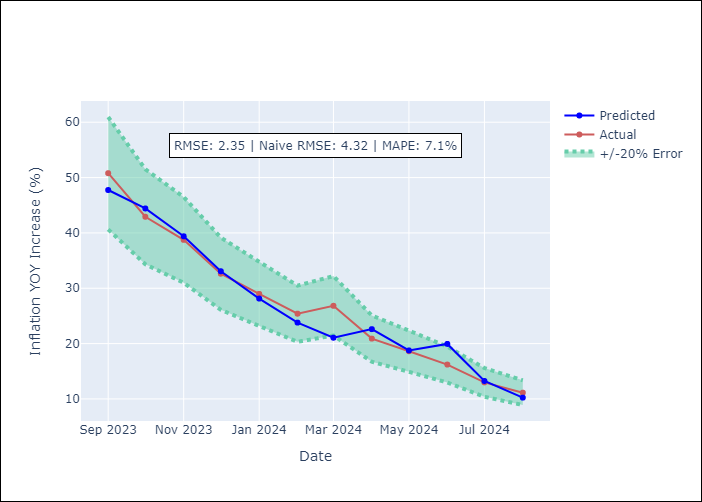 RMSE: 2.35 | Naive RMSE: 4.32 | MAPE: 7.1%
Predicted
Actual
+/-20% Error
Inflation YOY Increase (%)
60
50
40
30
20
10
Sep 2023 Nov 2023 Jan 2024 Mar 2024 May 2024 Jul 2024
Date